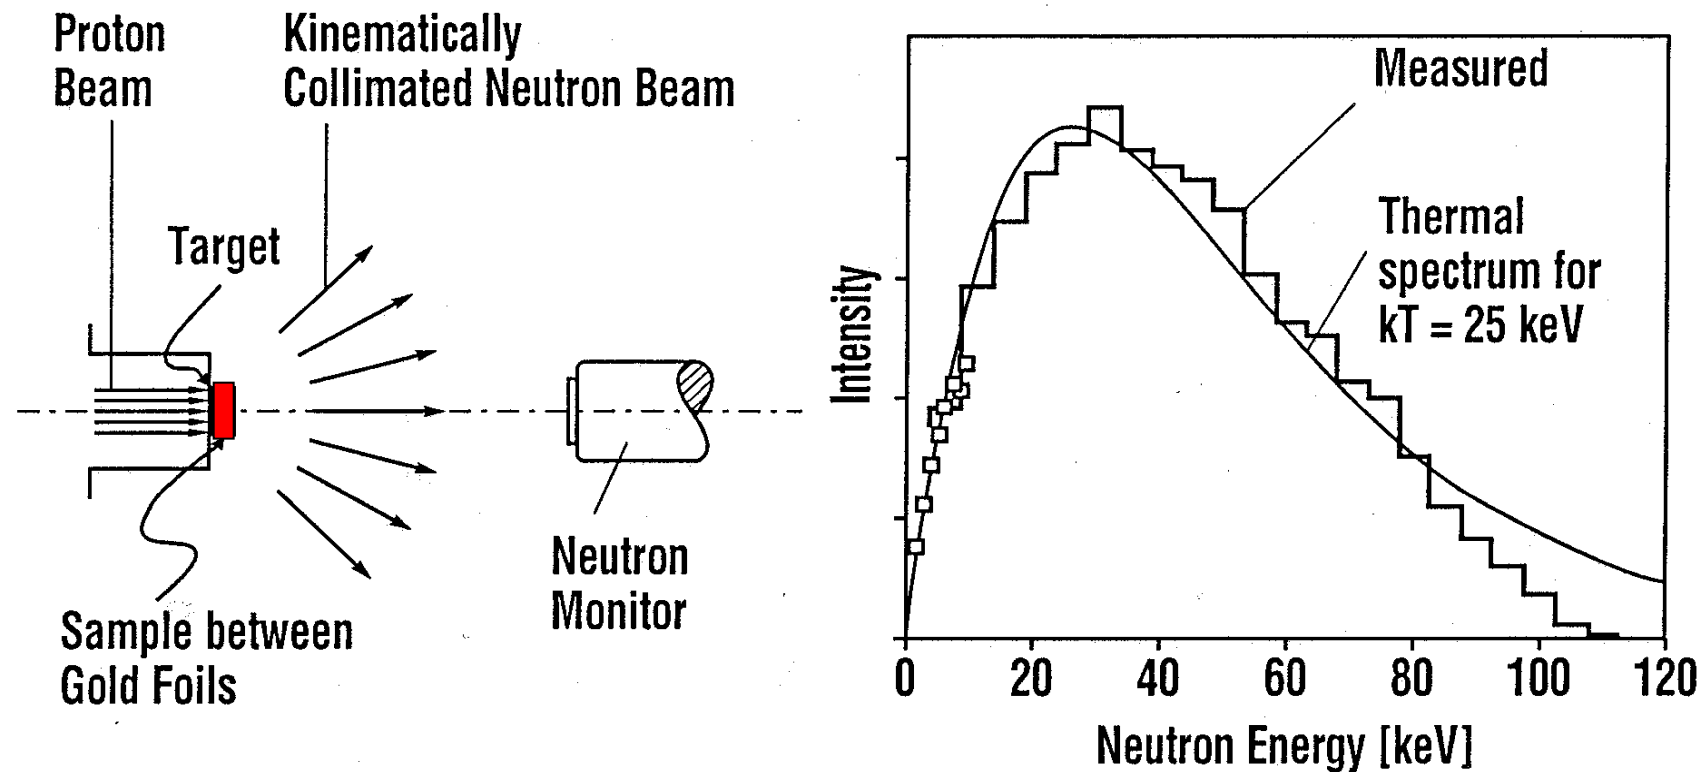 Proton
Beam
Kinematically
Collimated Neutron Beam
Target
Sample between
Gold Foils
Neutron
Monitor
Measured
Thermal
spectrum for
kT = 25 keV
Intensity
0 20 40 60 80 100 120
Neutron Energy [keV]